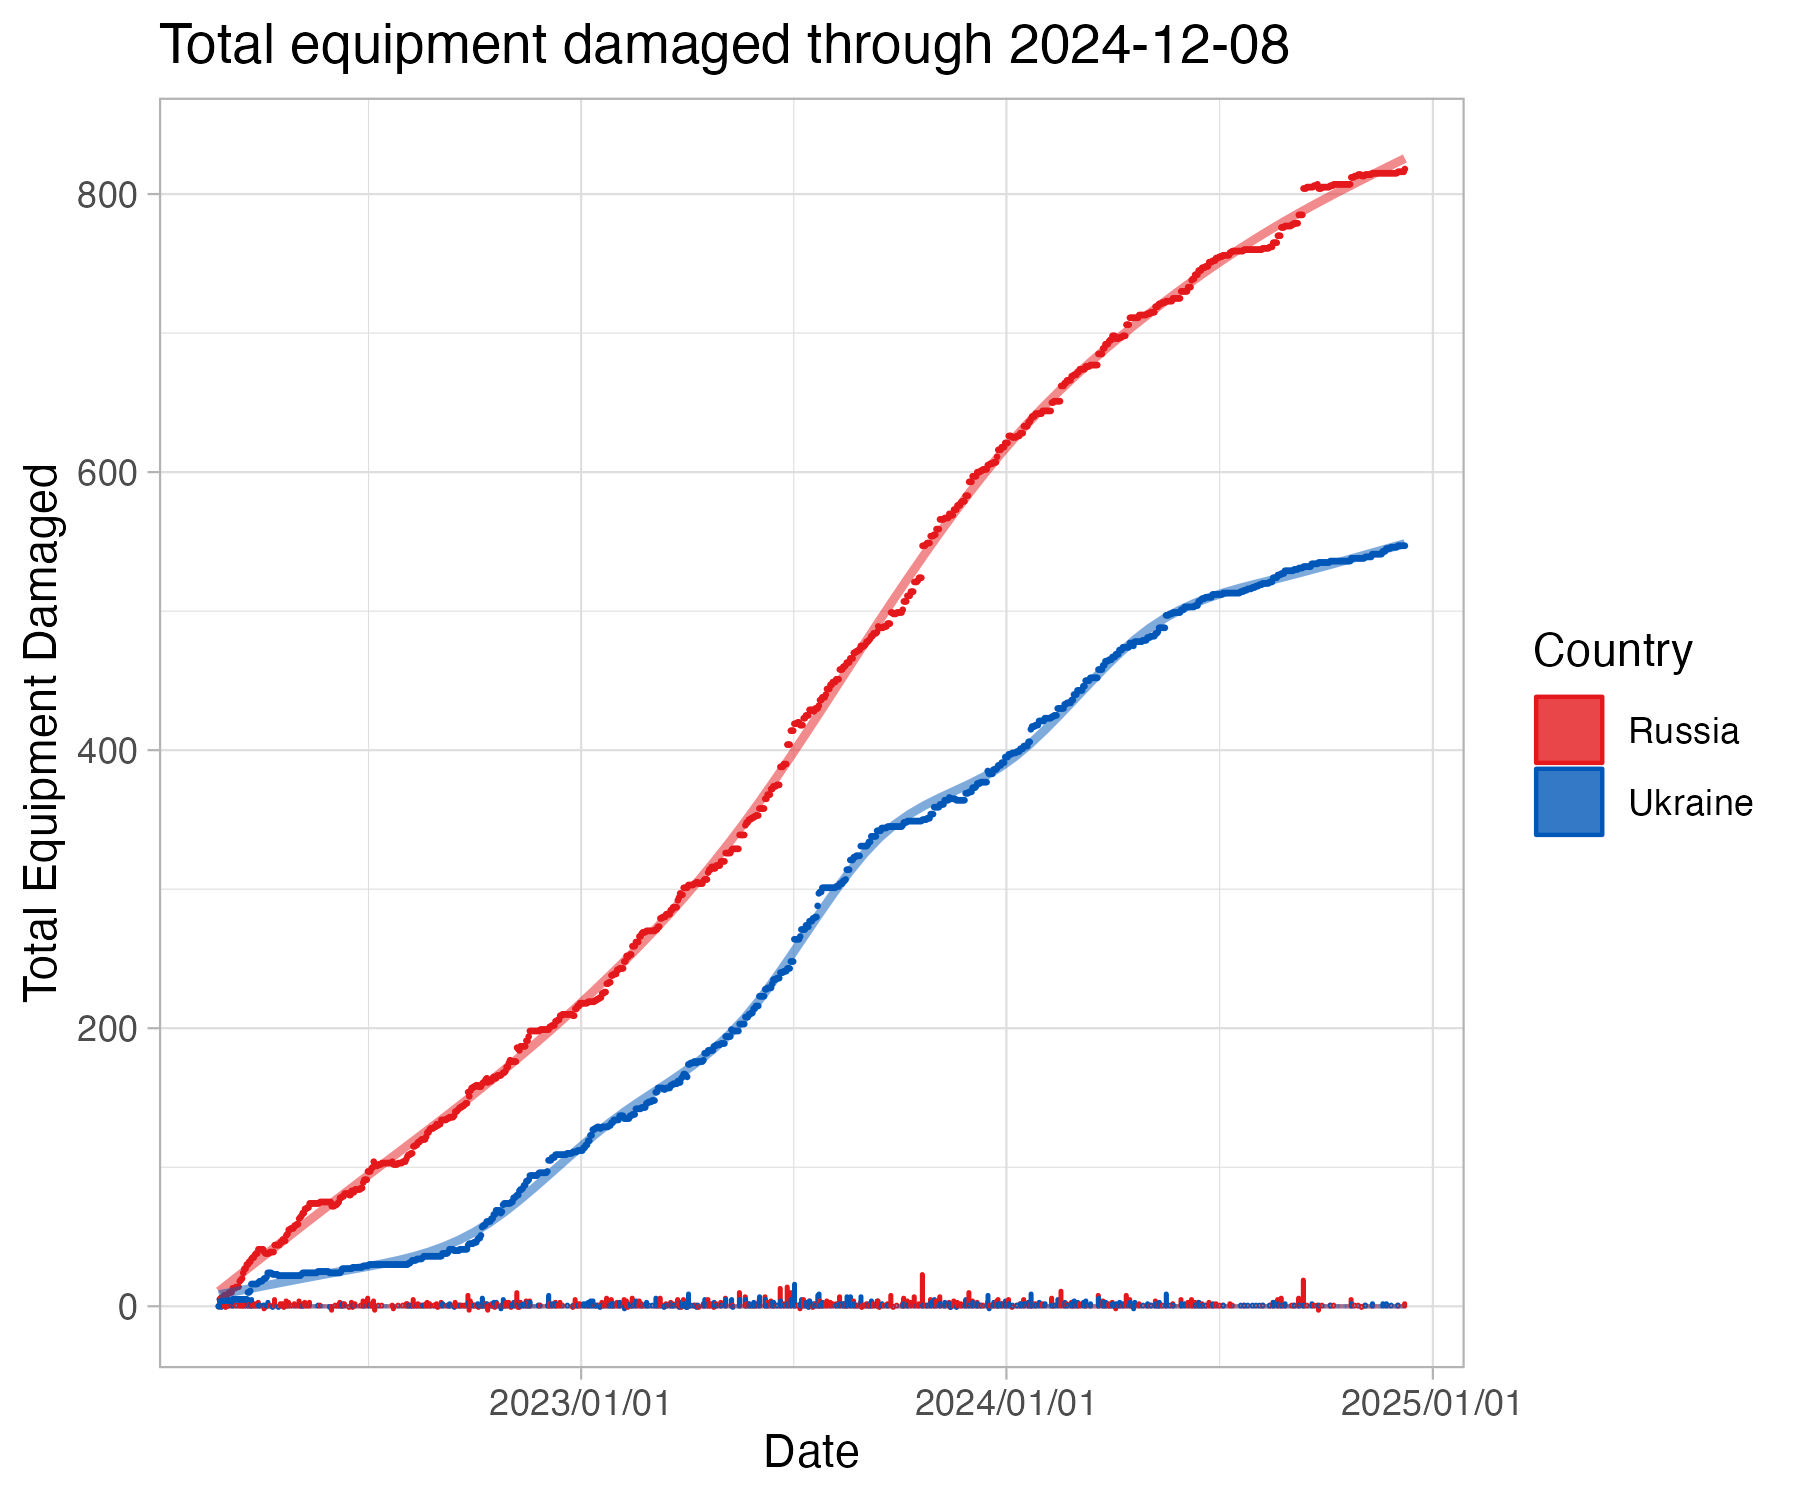 Total equipment damaged through 2024-12-08
Total Equipment Damaged
800
600
400
200
0
2023/01/01
2024/01/01
2025/01/01
Date
Country
Russia
Ukraine